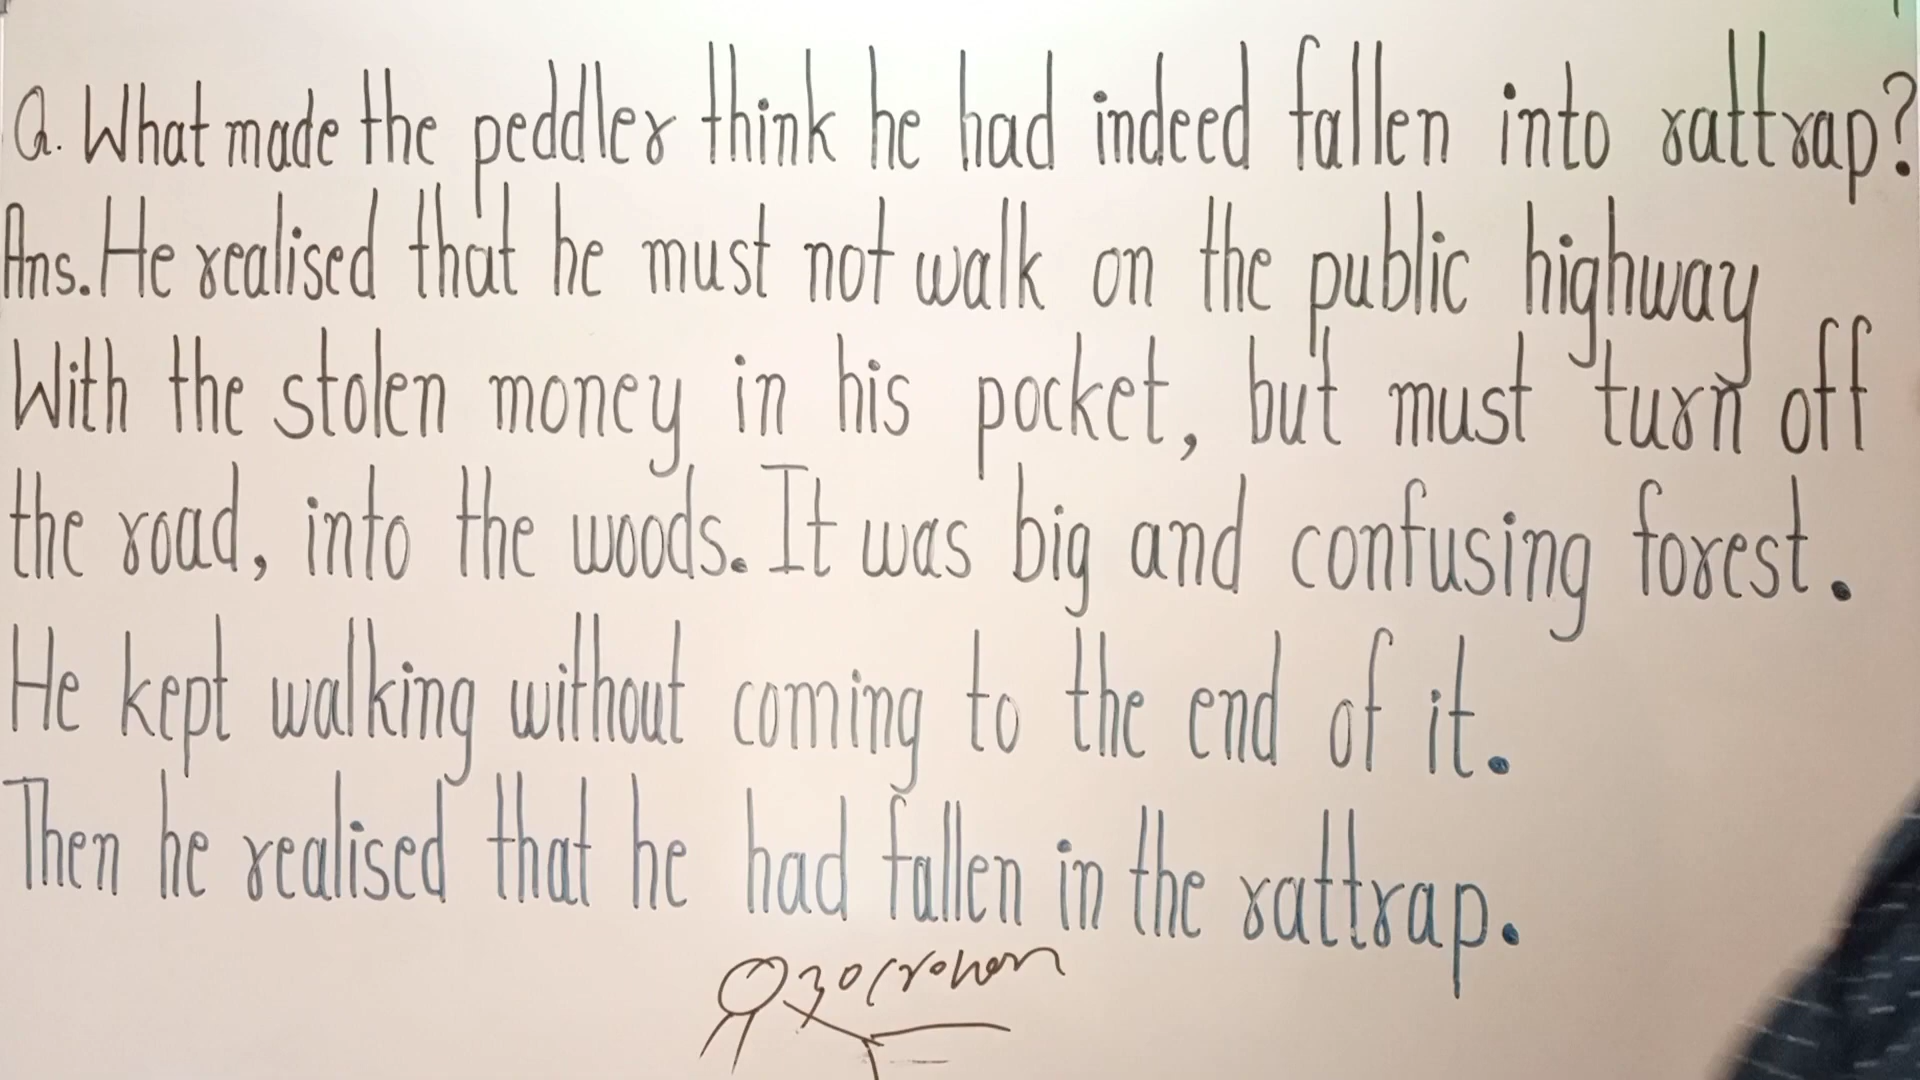 Q. What made the peddler think he had indeed fallen into rattrap?
Ans. He realised that he must not walk on the public highway
With the stolen money in his pocket, but must turn off
the road, into the woods. It was big and confusing forest.
He kept walking without coming to the end of it.
Then he realised that he had fallen in the rattrap.